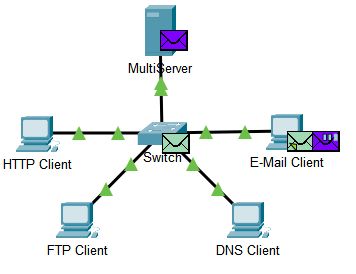 MultiServer
HTTP Client
Switch
E-Mail Client
FTP Client
DNS Client